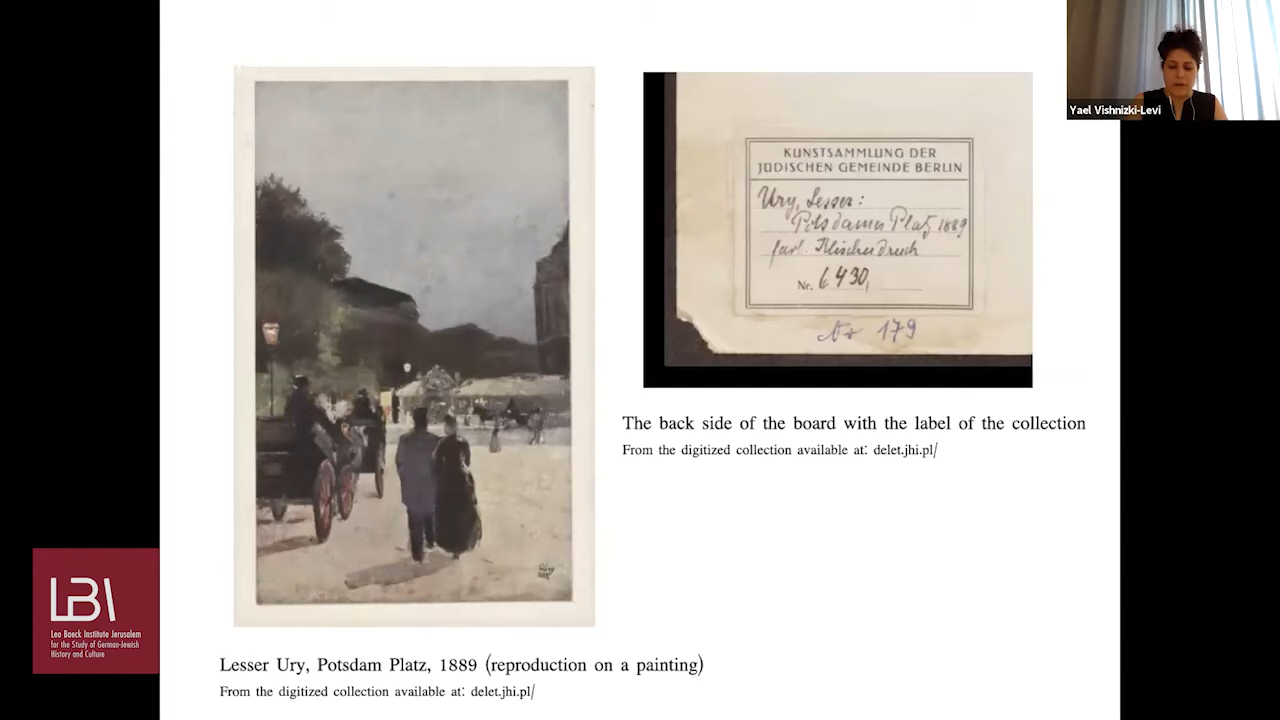 Yael Vishnizki-Levi
KUNSTSAMMLUNG DER
JÜDISCHEN GEMEINDE BERLIN
Ury, Lesser:
Potsdamer Platz 1889
farb. Klischeedruck
Nr. 6430,
Nr 179
The back side of the board with the label of the collection
From the digitized collection available at: delet.jhi.pl/
LBI
Leo Baeck Institute Jerusalem
for the Study of German-Jewish
History and Culture
Lesser Ury, Potsdam Platz, 1889 (reproduction on a painting)
From the digitized collection available at: delet.jhi.pl/